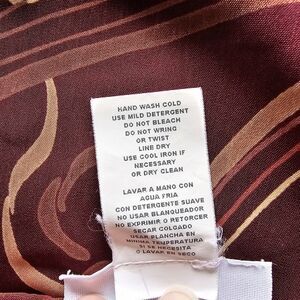 HAND WASH COLD
USE MILD DETERGENT
DO NOT BLEACH
DO NOT WRING
OR TWIST
LINE DRY
USE COOL IRON IF
NECESSARY
OR DRY CLEAN
LAVAR A MANO CON
AGUA FRIA
CON DETERGENTE SUAVE
NO USAR BLANQUEADOR
NO EXPRIMIR O RETORCER
SECAR COLGADO
USAR PLANCHA EN
MINIMA TEMPERATURA
SI SE NECESITA
O LAVAR EN SECO